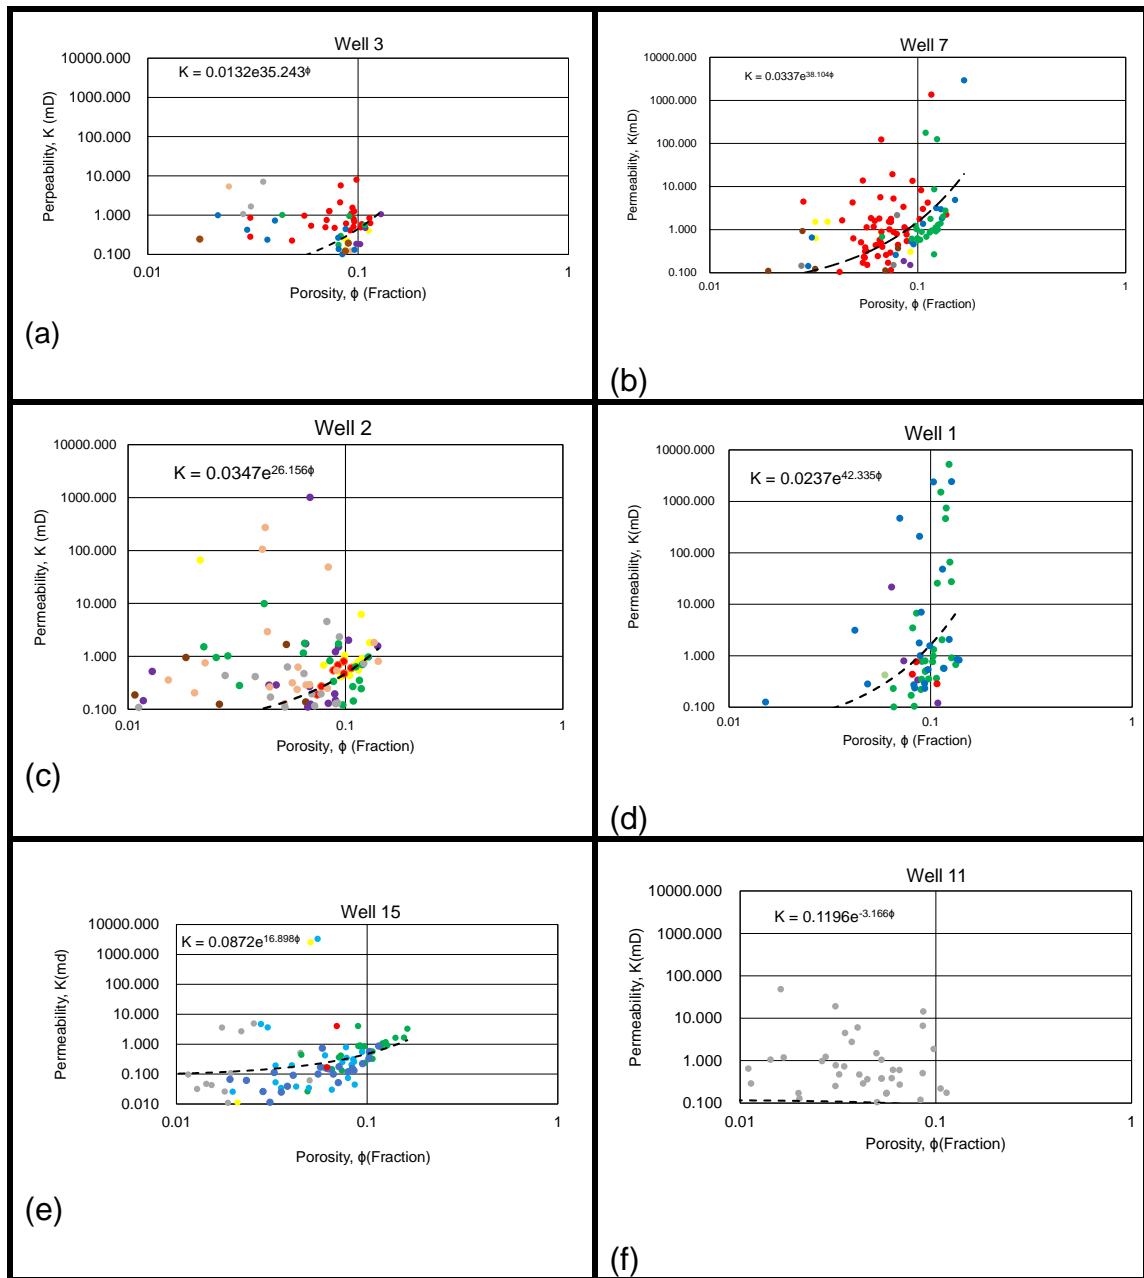 Well 3
10000.000
1000.000
100.000
10.000
1.000
0.100
K = 0.0132e35.243ᶲ
Perpeability, K (mD)
0.01
0.1
1
Porosity, ϕ (Fraction)
(a)
Well 7
10000.000
1000.000
100.000
10.000
1.000
0.100
K = 0.0337e^38.104ϕ
Permeability, K(mD)
0.01
0.1
1
Porosity, ϕ (Fraction)
(b)
Well 2
10000.000
1000.000
100.000
10.000
1.000
0.100
K = 0.0347e^26.156ϕ
Permeability, K (mD)
0.01
0.1
1
Porosity, ϕ (Fraction)
(c)
Well 1
10000.000
1000.000
100.000
10.000
1.000
0.100
K = 0.0237e^42.335ϕ
Permeability, K(mD)
0.01
0.1
1
Porosity, ϕ (Fraction)
(d)
Well 15
10000.000
1000.000
100.000
10.000
1.000
0.100
0.010
K = 0.0872e^16.898ϕ
Permeability, K(md)
0.01
0.1
1
Porosity, ϕ(Fraction)
(e)
Well 11
10000.000
1000.000
100.000
10.000
1.000
0.100
K = 0.1196e^-3.166ϕ
Permeability, K(mD)
0.01
0.1
1
Porosity, ϕ (Fraction)
(f)